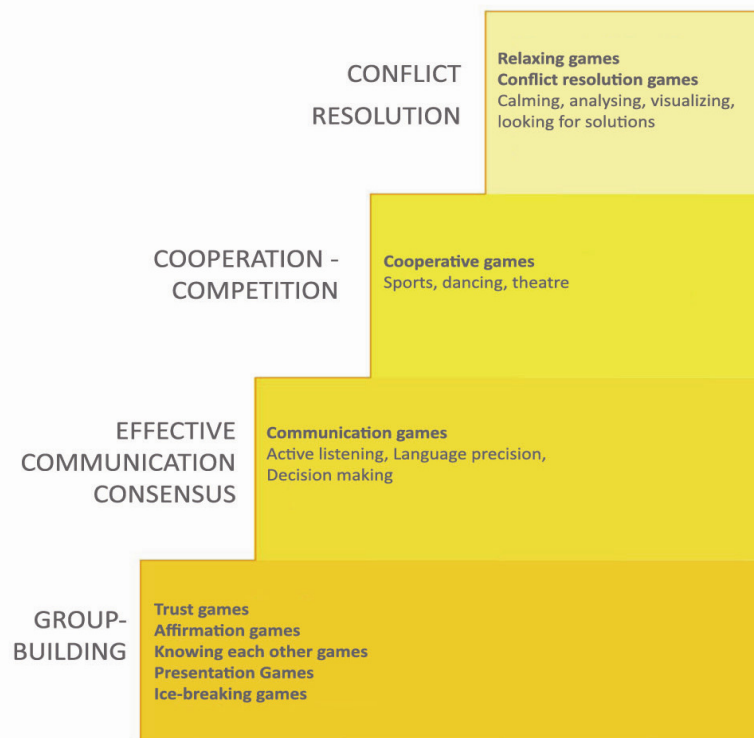 CONFLICT
RESOLUTION
Relaxing games
Conflict resolution games
Calming, analysing, visualizing,
looking for solutions
COOPERATION -
COMPETITION
Cooperative games
Sports, dancing, theatre
EFFECTIVE
COMMUNICATION
CONSENSUS
Communication games
Active listening, Language precision,
Decision making
GROUP-
BUILDING
Trust games
Affirmation games
Knowing each other games
Presentation Games
Ice-breaking games